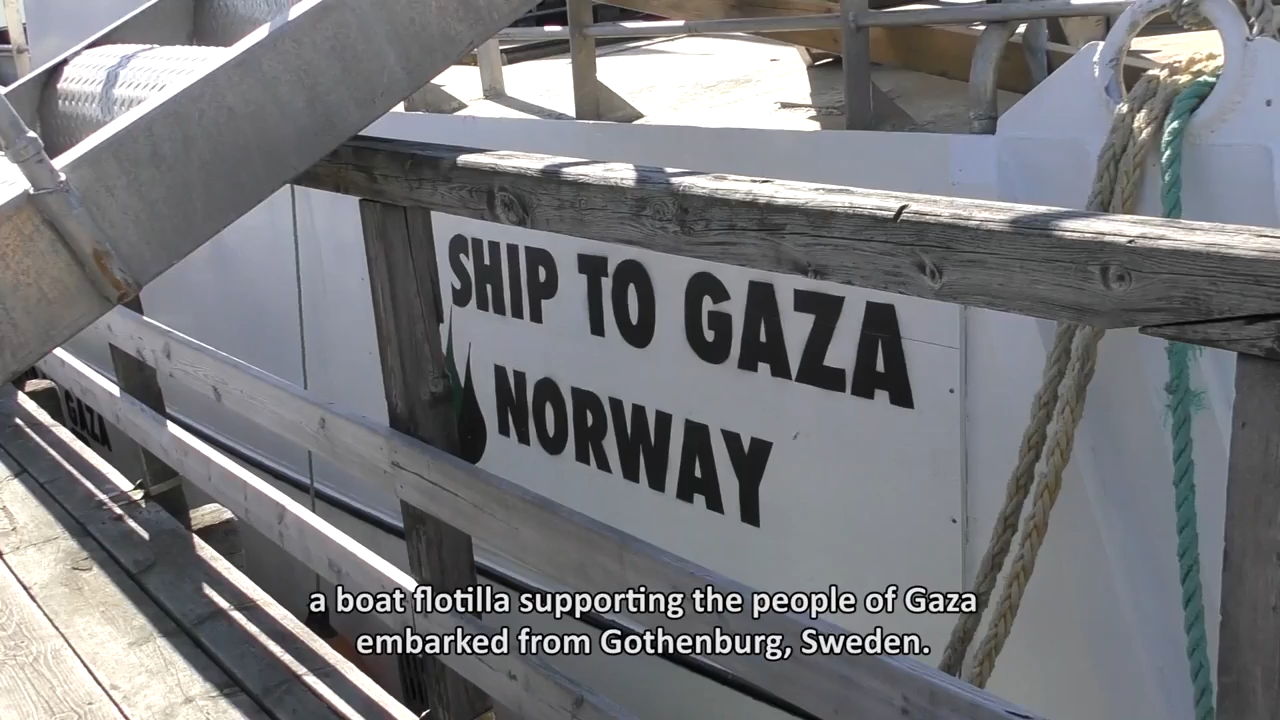 SHIP TO GAZA
NORWAY
GAZA
a boat flotilla supporting the people of Gaza
embarked from Gothenburg, Sweden.